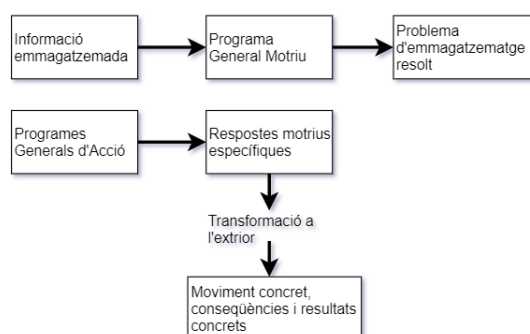 Informació
emmagatzemada
Programa
General Motriu
Problema
d'emmagatzematge
resolt
Programes
Generals d'Acció
Respostes motrius
específiques
Transformació a
l'extrior
Moviment concret,
conseqüències i resultats
concrets